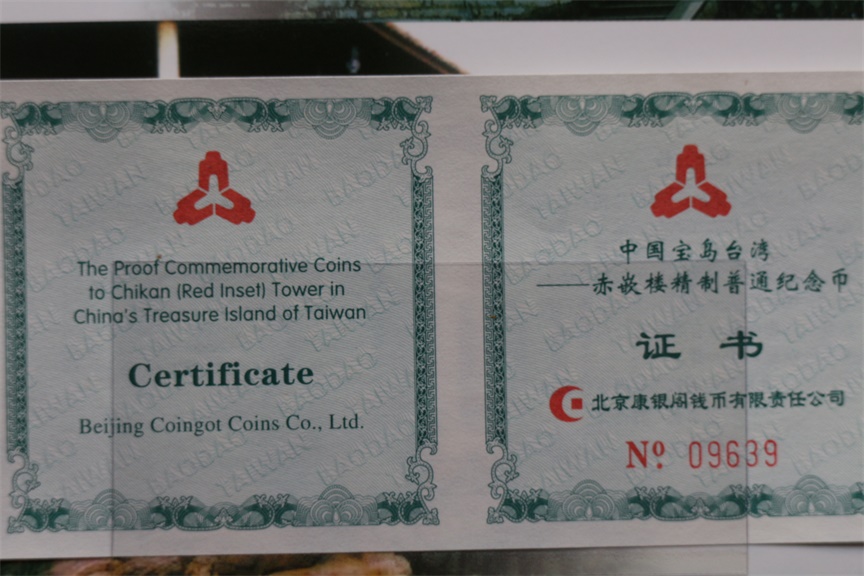 The Proof Commemorative Coins
to Chikan (Red Inset) Tower in
China's Treasure Island of Taiwan
Certificate
Beijing Coingot Coins Co., Ltd.
中国宝岛台湾
——赤嵌楼精制普通纪念币
证 书
北京康银阁钱币有限责任公司
Nº 09639
TAIWAN
BAODAO